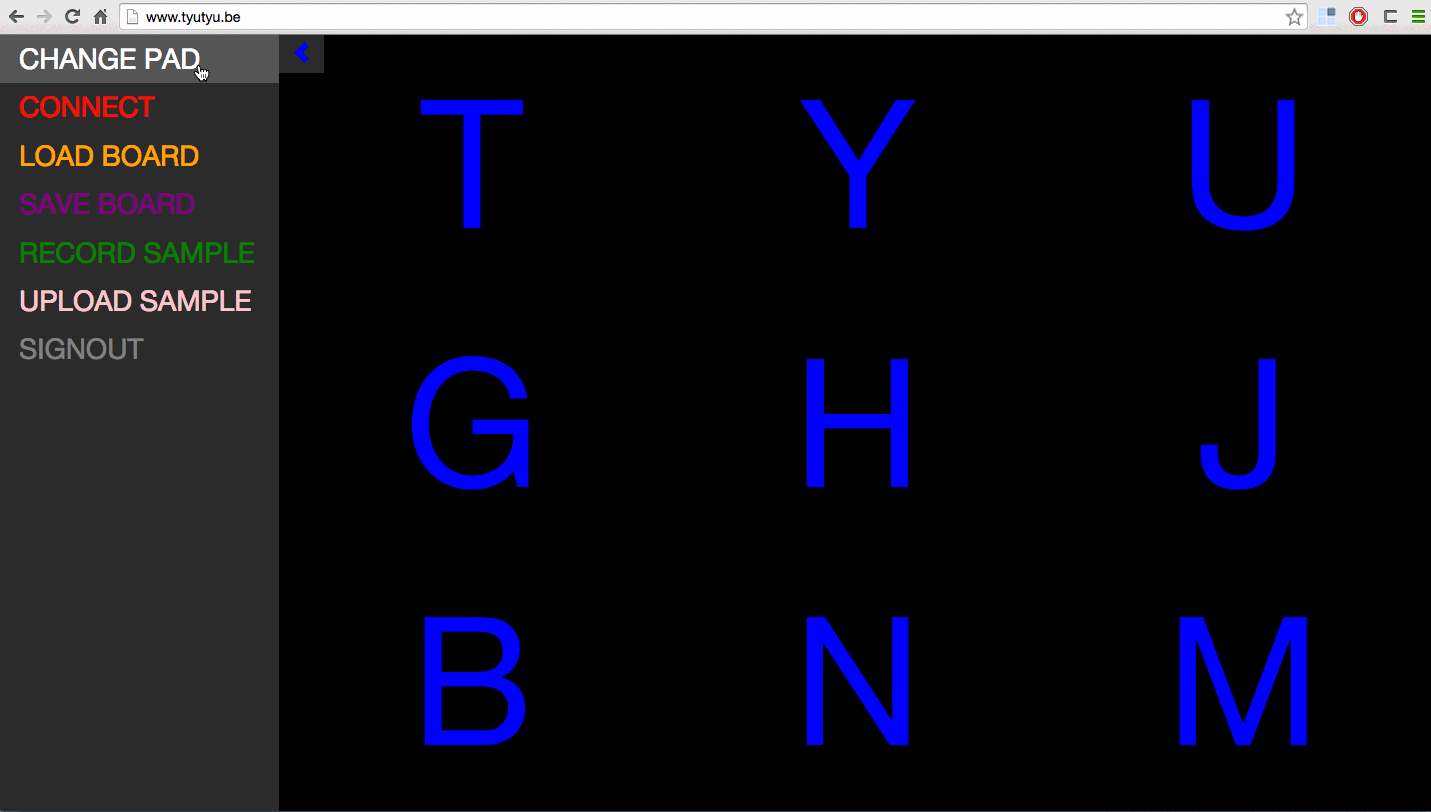 www.tyutyu.be
CHANGE PAD
CONNECT
LOAD BOARD
SAVE BOARD
RECORD SAMPLE
UPLOAD SAMPLE
SIGNOUT
T Y U
G H J
B N M